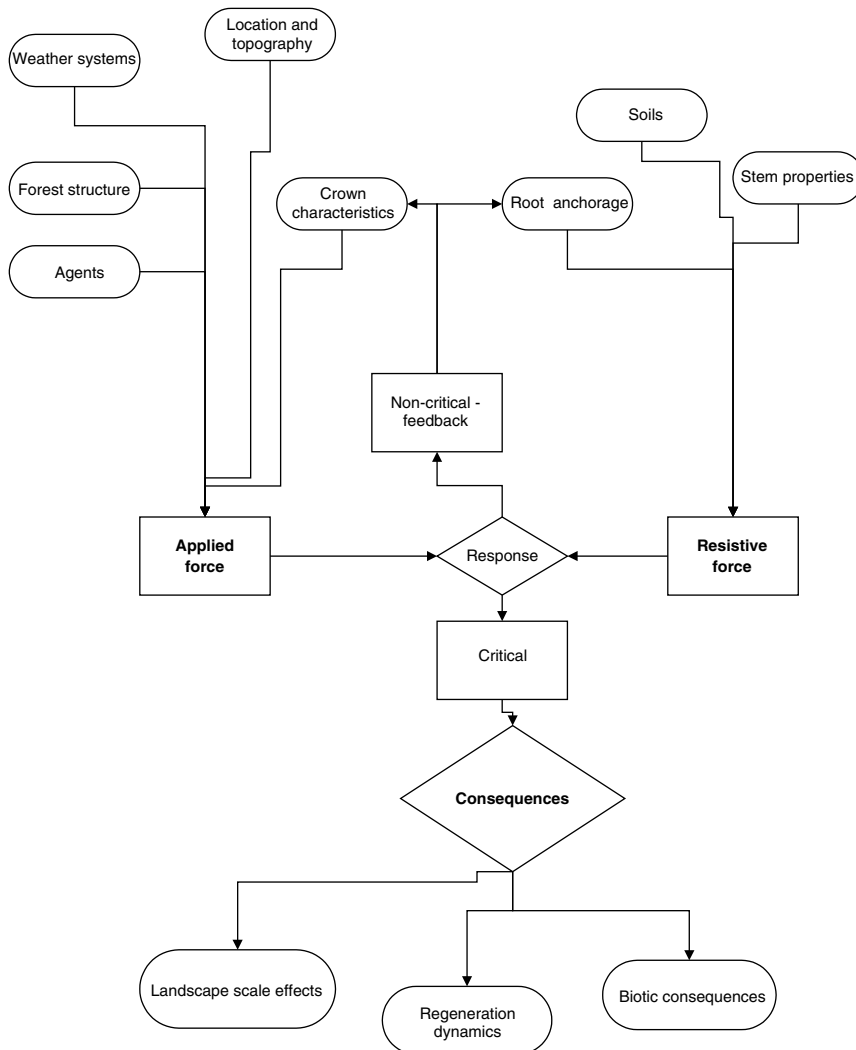 Location and
topography
Weather systems
Soils
Stem properties
Forest structure
Crown
characteristics
Root anchorage
Agents
Non-critical -
feedback
Applied
force
Response
Resistive
force
Critical
Consequences
Landscape scale effects
Regeneration
dynamics
Biotic consequences